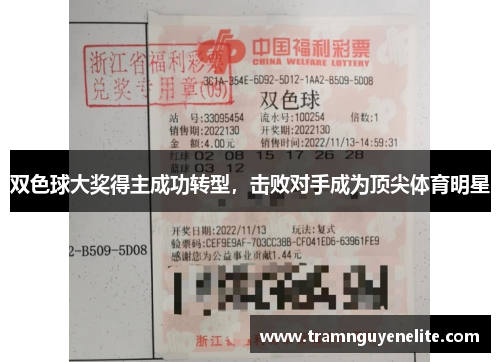 中国福利彩票
CHINA WELFARE LOTTERY
浙江省福利彩票
兑奖专用章(09)
3C1A-354E-6D92-5D12-1AA2-B509-5D08
双色球
站 号:33095454 流水号:100254 倍数:1
销售期:2022130 开奖期:2022130
金 额:4.00元 销售时间:2022/11/13-14:59:31
红球 02 08 15 17 26 28
蓝球 03 12
双色球大奖得主成功转型，击败对手成为顶尖体育明星
开奖日期:2022/11/13 玩法:复式
2-B509-5D08
验票码:CEF9E9AF-703CC38B-CF041ED6-63961FE9
感谢您为公益事业贡献1.44元
浙江省
www.tramnguyenelite.com